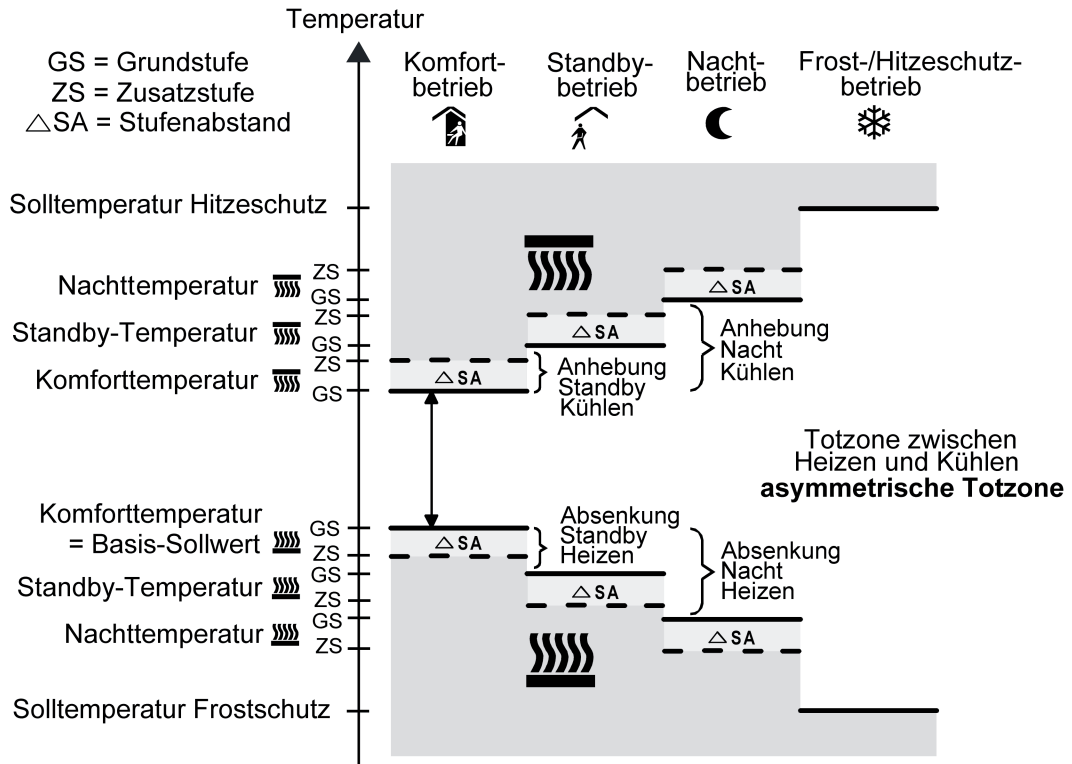 Temperatur
GS = Grundstufe
ZS = Zusatzstufe
△SA = Stufenabstand
Komfort-
betrieb
Standby-
betrieb
Nacht-
betrieb
Frost-/Hitzeschutz-
betrieb
Solltemperatur Hitzeschutz
Nachttemperatur
ZS
GS
△SA
Standby-Temperatur
ZS
GS
△SA
Komforttemperatur
ZS
GS
△SA
Anhebung
Standby
Kühlen
Anhebung
Nacht
Kühlen
Totzone zwischen
Heizen und Kühlen
asymmetrische Totzone
Komforttemperatur
= Basis-Sollwert
GS
ZS
△SA
Absenkung
Standby
Heizen
Absenkung
Nacht
Heizen
Standby-Temperatur
GS
ZS
△SA
Nachttemperatur
GS
ZS
△SA
Solltemperatur Frostschutz